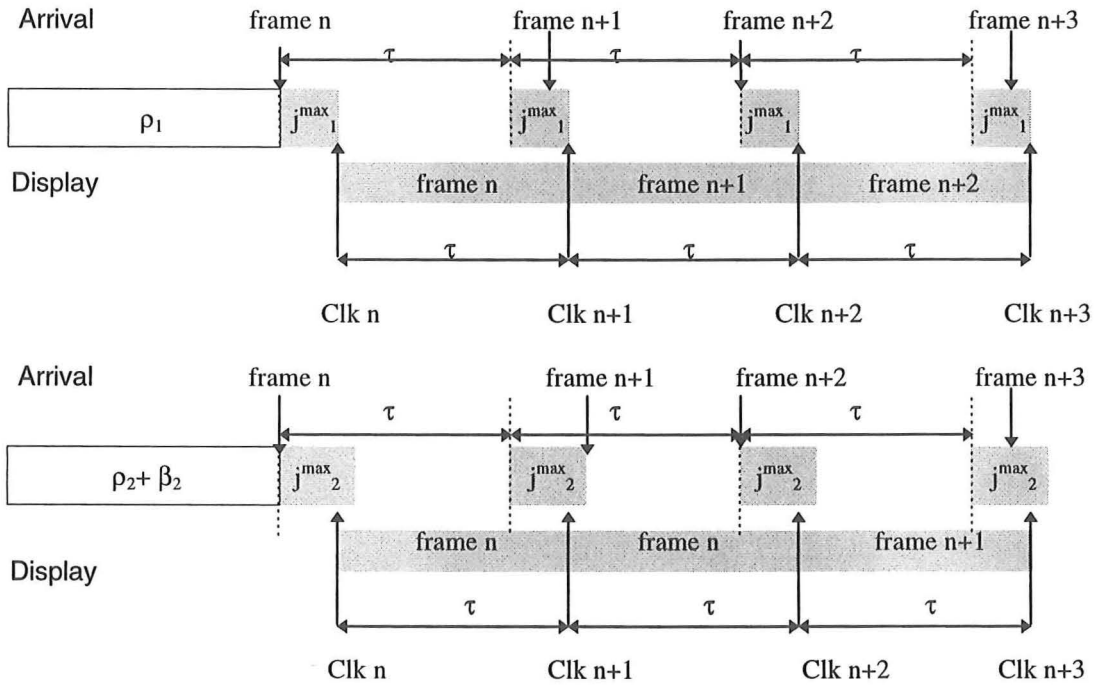 Arrival frame n frame n+1 frame n+2 frame n+3
τ τ τ
ρ1 j^max_1 j^max_1 j^max_1 j^max_1
Display frame n frame n+1 frame n+2
τ τ τ
Clk n Clk n+1 Clk n+2 Clk n+3
Arrival frame n frame n+1 frame n+2 frame n+3
τ τ τ
ρ2 + β2 j^max_2 j^max_2 j^max_2 j^max_2
Display frame n frame n frame n+1
τ τ τ
Clk n Clk n+1 Clk n+2 Clk n+3